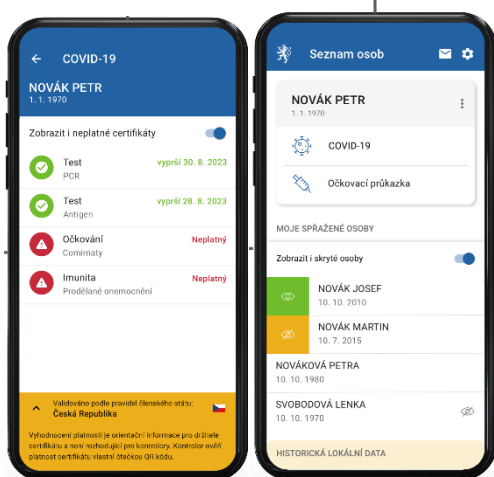 COVID-19
NOVÁK PETR
1. 1. 1970
Zobrazit i neplatné certifikáty
Test
vyprší 30. 8. 2023
PCR
Test
vyprší 28. 8. 2023
Antigen
Očkování
Neplatný
Comirnaty
Imunita
Neplatný
Prodělané onemocnění
Validováno podle pravidel členského státu:
Česká Republika
Vyhodnocení platnosti je orientační informace pro držitele
certifikátu a není rozhodující pro kontrolory. Kontrolor ověří
platnost certifikátu vlastní čtečkou QR kódu.
Seznam osob
NOVÁK PETR
1. 1. 1970
COVID-19
Očkovací průkazka
MOJE SPŘAŽENÉ OSOBY
Zobrazit i skryté osoby
NOVÁK JOSEF
10. 10. 2010
NOVÁK MARTIN
10. 7. 2015
NOVÁKOVÁ PETRA
10. 10. 1980
SVOBODOVÁ LENKA
10. 10. 1970
HISTORICKÁ LOKÁLNÍ DATA